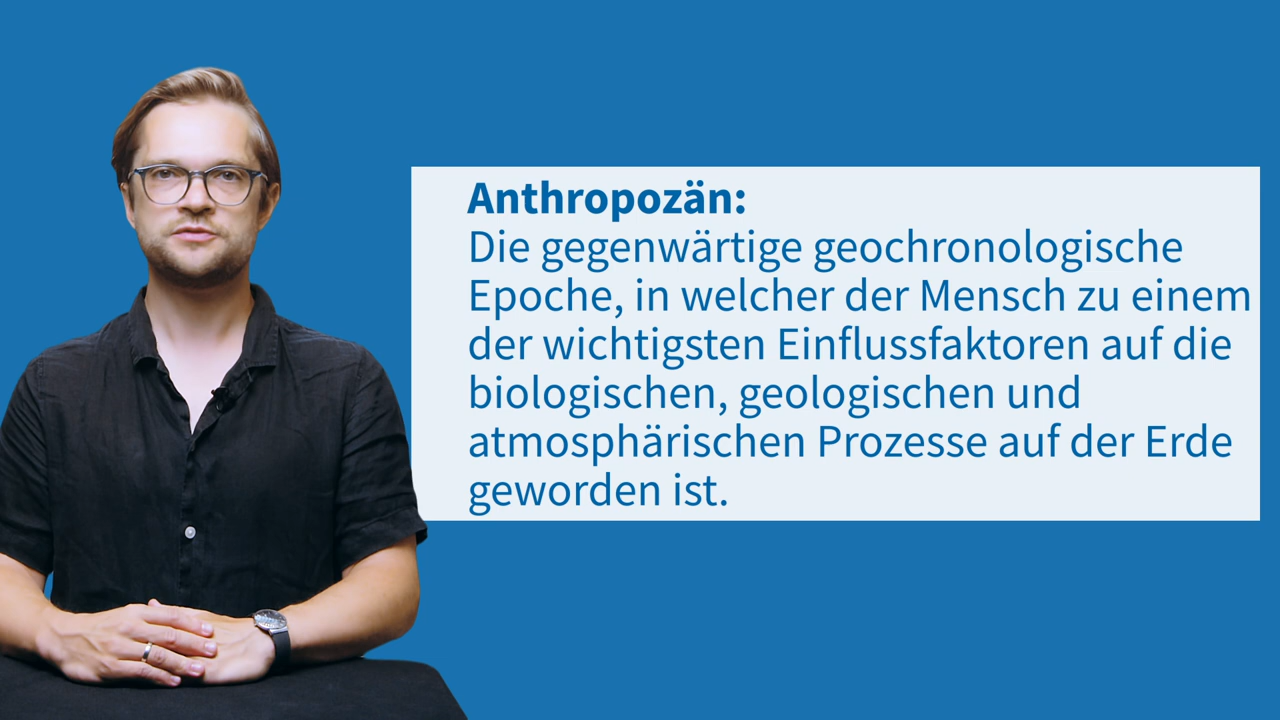 Anthropozän:
Die gegenwärtige geochronologische
Epoche, in welcher der Mensch zu einem
der wichtigsten Einflussfaktoren auf die
biologischen, geologischen und
atmosphärischen Prozesse auf der Erde
geworden ist.